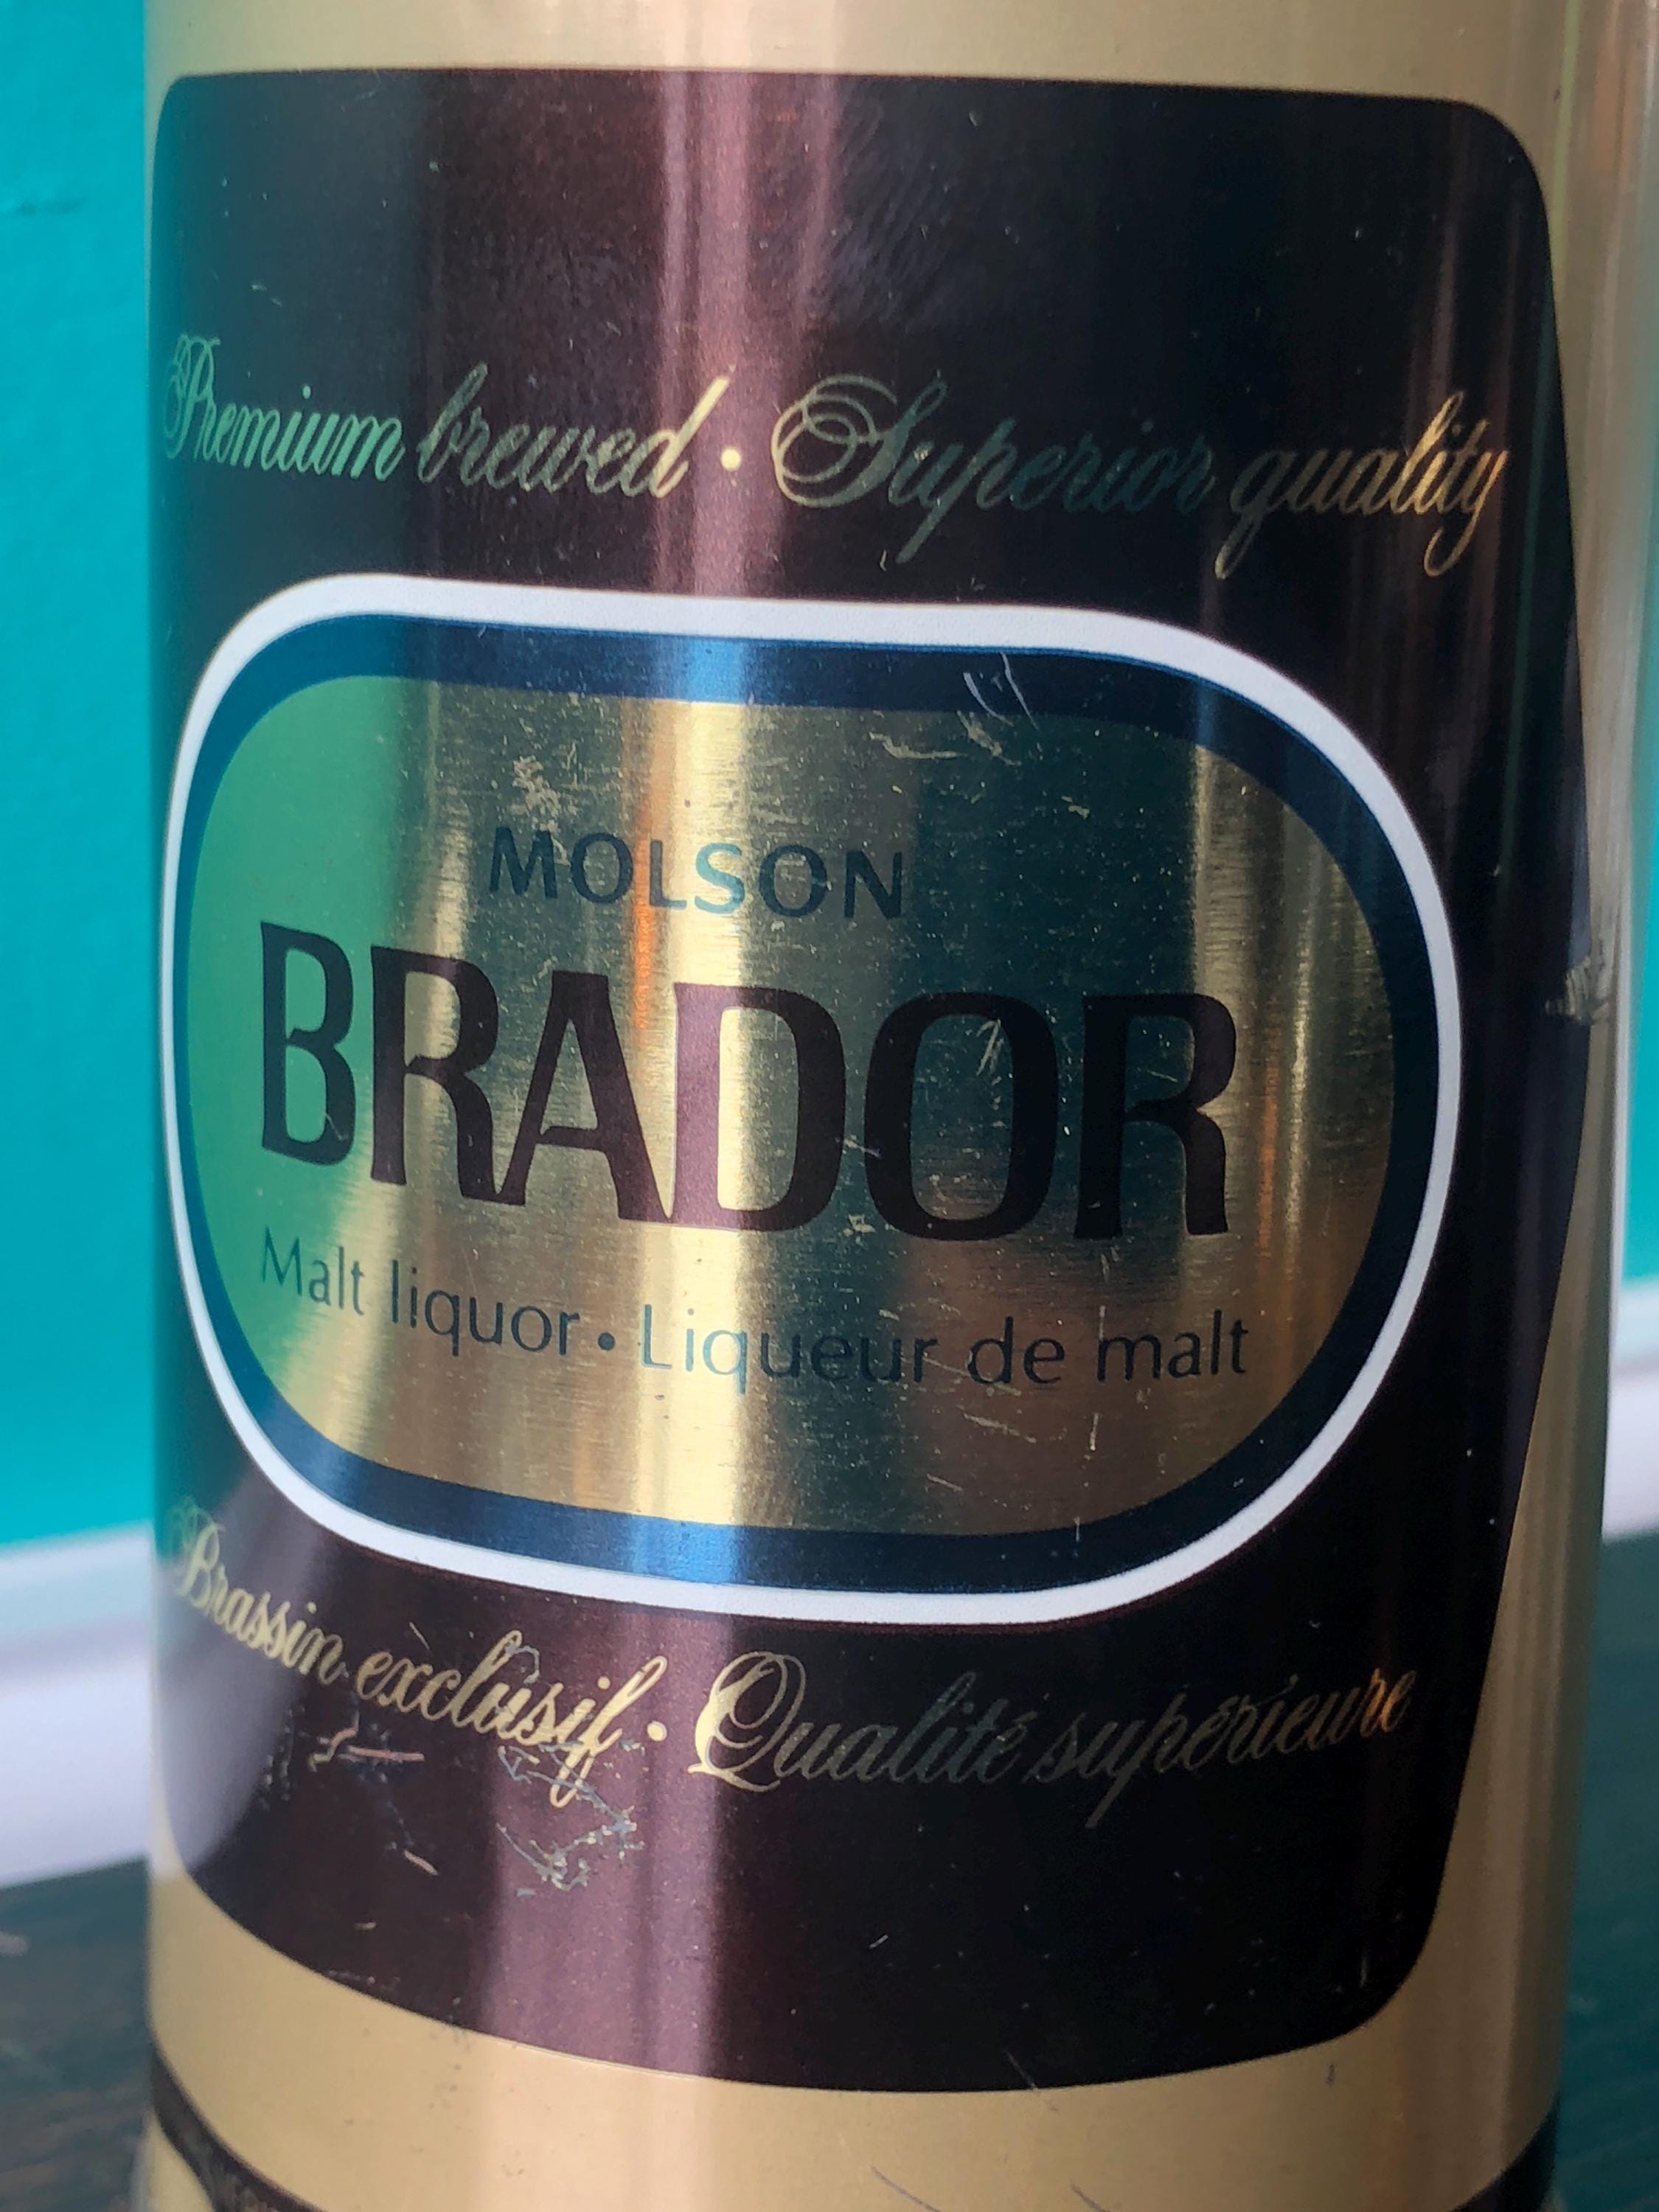 Premium brewed · Superior quality
MOLSON
BRADOR
Malt liquor · Liqueur de malt
Brassin exclusif · Qualité supérieure